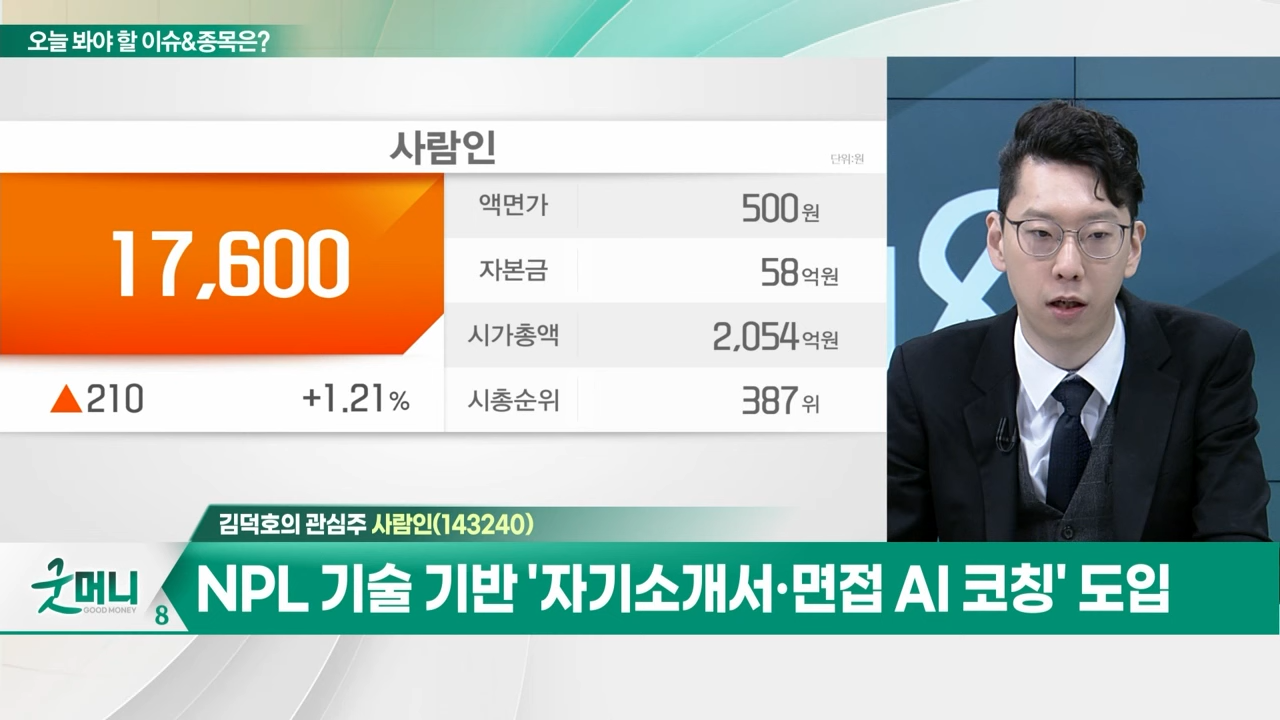 오늘 봐야 할 이슈&종목은?
사람인
단위:원
17,600
▲210 +1.21%
액면가 500원
자본금 58억원
시가총액 2,054억원
시총순위 387위
김덕호의 관심주 사람인(143240)
굿머니
GOOD MONEY
8
NPL 기술 기반 '자기소개서·면접 AI 코칭' 도입